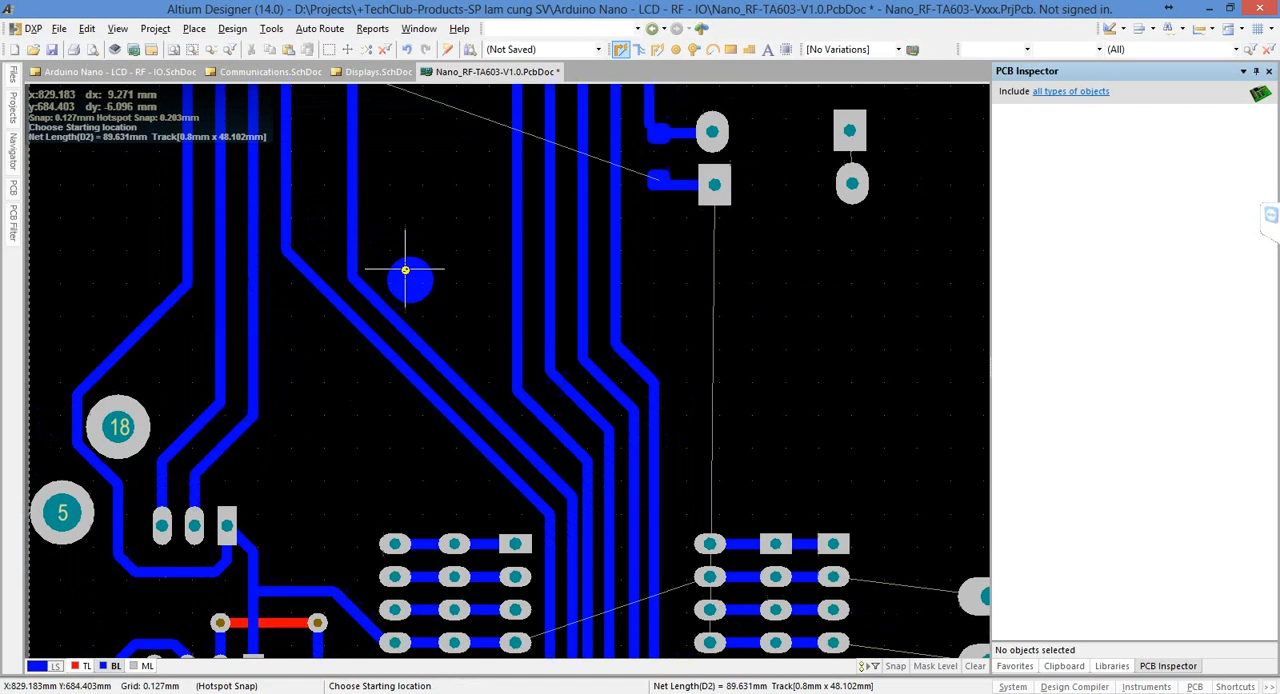 Altium Designer (14.0) - D:\Projects\+TechClub-Products-SP lam cung SV\Arduino Nano - LCD - RF - IO\Nano_RF-TA603-V1.0.PcbDoc * - Nano_RF-TA603-Vxxx.PrjPcb. Not signed in.
DXP File Edit View Project Place Design Tools Auto Route Reports Window Help
(Not Saved) [No Variations] (All)
Arduino Nano - LCD - RF - IO.SchDoc Communications.SchDoc Displays.SchDoc Nano_RF-TA603-V1.0.PcbDoc *
PCB Inspector
Include all types of objects
Files
Projects
Navigator
PCB
PCB Filter
x:829.183 dx: 9.271 mm
y:684.403 dy: -6.096 mm
Snap: 0.127mm Hotspot Snap: 0.203mm
Choose Starting location
Net Length(D2) = 89.631mm Track[0.8mm x 48.102mm]
18
5
No objects selected
LS TL BL ML Snap Mask Level Clear
Favorites Clipboard Libraries PCB Inspector
X:829.183mm Y:684.403mm Grid: 0.127mm (Hotspot Snap) Choose Starting location Net Length(D2) = 89.631mm Track[0.8mm x 48.102mm]
System Design Compiler Instruments PCB Shortcuts >>